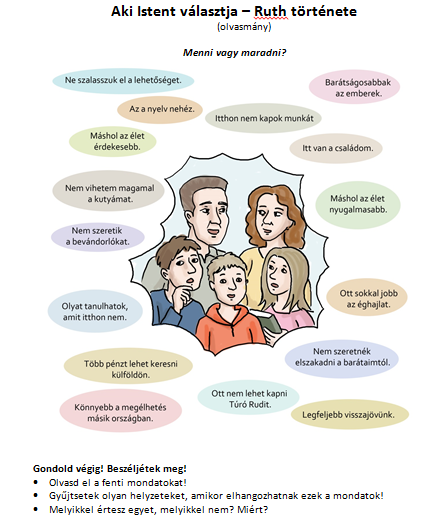 Aki Istent választja – Ruth története
(olvasmány)
Menni vagy maradni?
Ne szalasszuk el a lehetőséget.
Barátságosabbak
az emberek.
Az a nyelv nehéz.
Itthon nem kapok munkát
Máshol az élet
érdekesebb.
Itt van a családom.
Nem vihetem magamal
a kutyámat.
Máshol az élet
nyugalmasabb.
Nem szeretik
a bevándorlókat.
Olyat tanulhatok,
amit itthon nem.
Ott sokkal jobb
az éghajlat.
Több pénzt lehet keresni
külföldön.
Nem szeretnék
elszakadni a barátaimtól.
Könnyebb a megélhetés
másik országban.
Ott nem lehet kapni
Túró Rudit.
Legfeljebb visszajövünk.
Gondold végig! Beszéljétek meg!
• Olvasd el a fenti mondatokat!
• Gyűjtsetek olyan helyzeteket, amikor elhangozhatnak ezek a mondatok!
• Melyikkel értesz egyet, melyikkel nem? Miért?